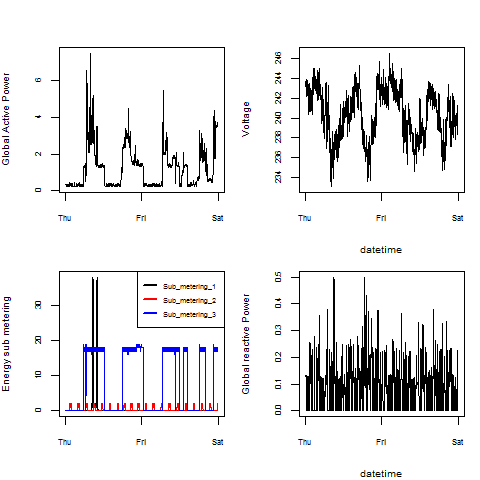 Global Active Power
6
4
2
0
Thu Fri Sat
Voltage
246
242
240
238
236
234
Thu Fri Sat
datetime
Energy sub metering
30
20
10
0
Sub_metering_1
Sub_metering_2
Sub_metering_3
Thu Fri Sat
Global reactive Power
0.5
0.4
0.3
0.2
0.1
0.0
Thu Fri Sat
datetime